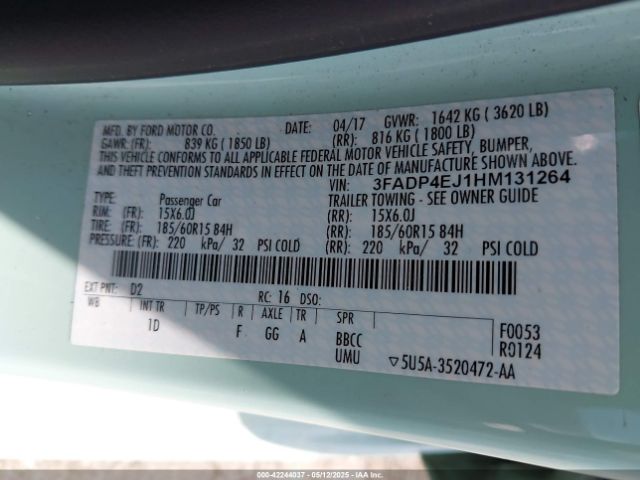 MFD. BY FORD MOTOR CO. DATE: 04/17 GVWR: 1642 KG ( 3620 LB)
GAWR: (FR): 839 KG ( 1850 LB) (RR): 816 KG ( 1800 LB)
THIS VEHICLE CONFORMS TO ALL APPLICABLE FEDERAL MOTOR VEHICLE SAFETY, BUMPER,
AND THEFT PREVENTION STANDARDS IN EFFECT ON THE DATE OF MANUFACTURE SHOWN ABOVE.
VIN: 3FADP4EJ1HM131264
TYPE: Passenger Car TRAILER TOWING - SEE OWNER GUIDE
RIM: (FR): 15X6.0J (RR): 15X6.0J
TIRE: (FR): 185/60R15 84H (RR): 185/60R15 84H
PRESSURE: (FR): 220 kPa/ 32 PSI COLD (RR): 220 kPa/ 32 PSI COLD
EXT PNT: D2 RC: 16 DSO:
WB INT TR TP/PS R AXLE TR SPR
1D F GG A BBCC
UMU
F0053
R0124
▽5U5A-3520472-AA
00-42244037 - 05/12/2025 - IAAI.com - Copart